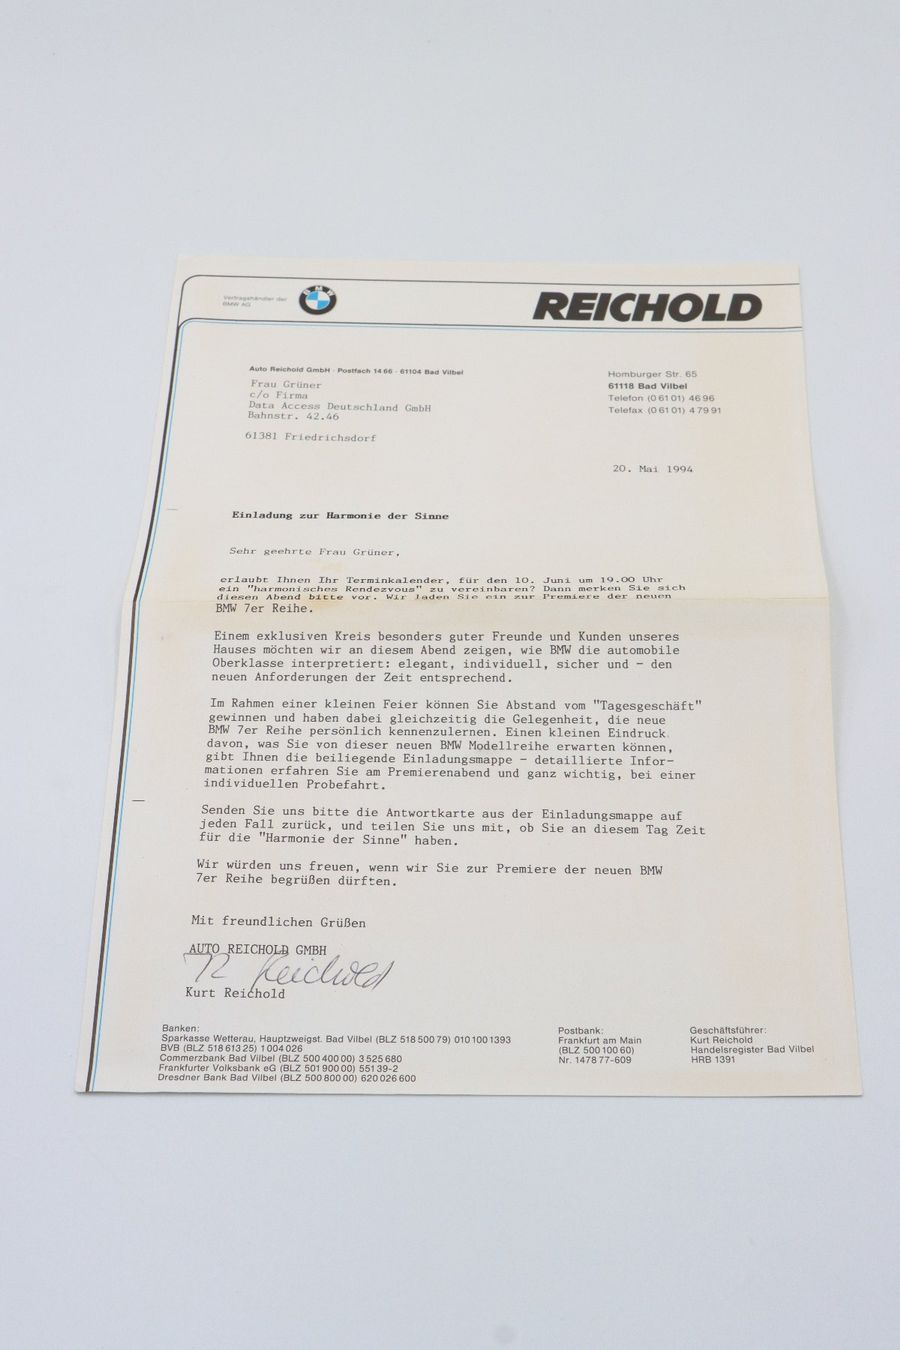 Vertragshändler der
BMW AG
BMW
REICHOLD
Auto Reichold GmbH · Postfach 14 66 · 61104 Bad Vilbel
Frau Grüner
c/o Firma
Data Access Deutschland GmbH
Bahnstr. 42.46
61381 Friedrichsdorf
Homburger Str. 65
61118 Bad Vilbel
Telefon (0 61 01) 46 96
Telefax (0 61 01) 4 79 91
20. Mai 1994
Einladung zur Harmonie der Sinne
Sehr geehrte Frau Grüner,
erlaubt Ihnen Ihr Terminkalender, für den 10. Juni um 19.00 Uhr
ein "harmonisches Rendezvous" zu vereinbaren? Dann merken Sie sich
diesen Abend bitte vor. Wir laden Sie ein zur Premiere der neuen
BMW 7er Reihe.
Einem exklusiven Kreis besonders guter Freunde und Kunden unseres
Hauses möchten wir an diesem Abend zeigen, wie BMW die automobile
Oberklasse interpretiert: elegant, individuell, sicher und - den
neuen Anforderungen der Zeit entsprechend.
Im Rahmen einer kleinen Feier können Sie Abstand vom "Tagesgeschäft"
gewinnen und haben dabei gleichzeitig die Gelegenheit, die neue
BMW 7er Reihe persönlich kennenzulernen. Einen kleinen Eindruck
davon, was Sie von dieser neuen BMW Modellreihe erwarten können,
gibt Ihnen die beiliegende Einladungsmappe - detaillierte Infor-
mationen erfahren Sie am Premierenabend und ganz wichtig, bei einer
individuellen Probefahrt.
Senden Sie uns bitte die Antwortkarte aus der Einladungsmappe auf
jeden Fall zurück, und teilen Sie uns mit, ob Sie an diesem Tag Zeit
für die "Harmonie der Sinne" haben.
Wir würden uns freuen, wenn wir Sie zur Premiere der neuen BMW
7er Reihe begrüßen dürften.
Mit freundlichen Grüßen
AUTO REICHOLD GMBH
Reichold
Kurt Reichold
Banken:
Sparkasse Wetterau, Hauptzweigst. Bad Vilbel (BLZ 518 500 79) 010 100 1393
BVB (BLZ 518 613 25) 1 004 026
Commerzbank Bad Vilbel (BLZ 500 400 00) 3 525 680
Frankfurter Volksbank eG (BLZ 501 900 00) 551 39-2
Dresdner Bank Bad Vilbel (BLZ 500 800 00) 620 026 600
Postbank:
Frankfurt am Main
(BLZ 500 100 60)
Nr. 1478 77-609
Geschäftsführer:
Kurt Reichold
Handelsregister Bad Vilbel
HRB 1391